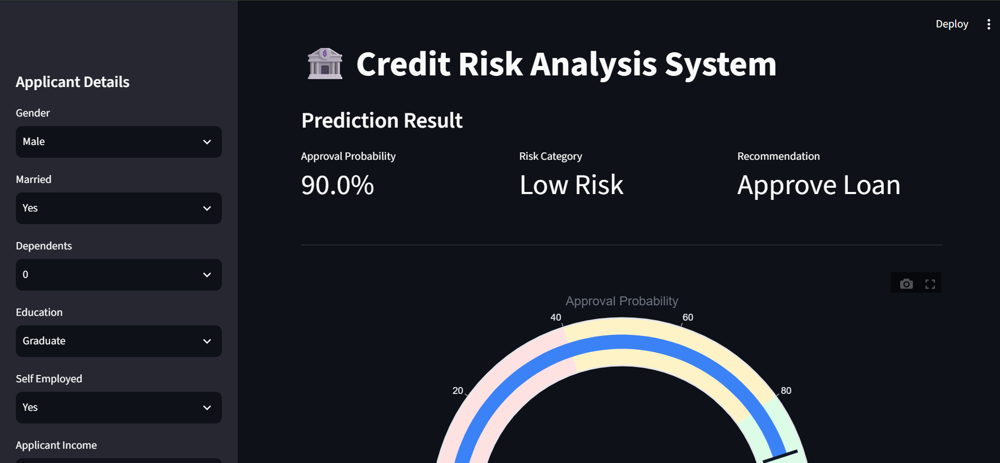 Deploy
Applicant Details
Gender
Male
Married
Yes
Dependents
0
Education
Graduate
Self Employed
Yes
Applicant Income
$
Credit Risk Analysis System
Prediction Result
Approval Probability
90.0%
Risk Category
Low Risk
Recommendation
Approve Loan
Approval Probability
40
60
20
80